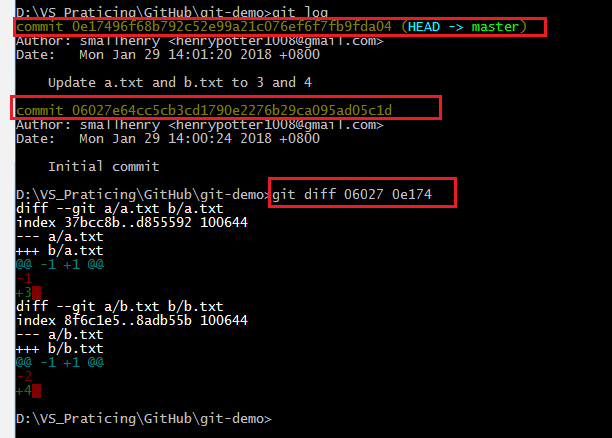 D:\VS_Praticing\GitHub\git-demo>git log
commit 0e17496f68b792c52e99a21c076ef6f7fb9fda04 (HEAD -> master)
Author: smallhenry <henrypotter1008@gmail.com>
Date:   Mon Jan 29 14:01:20 2018 +0800
Update a.txt and b.txt to 3 and 4
commit 06027e64cc5cb3cd1790e2276b29ca095ad05c1d
Author: smallhenry <henrypotter1008@gmail.com>
Date:   Mon Jan 29 14:00:24 2018 +0800
Initial commit
D:\VS_Praticing\GitHub\git-demo>git diff 06027 0e174
diff --git a/a.txt b/a.txt
index 37bcc8b..d855592 100644
--- a/a.txt
+++ b/a.txt
@@ -1 +1 @@
-1
+3
diff --git a/b.txt b/b.txt
index 8f6c1e5..8adb55b 100644
--- a/b.txt
+++ b/b.txt
@@ -1 +1 @@
-2
+4
D:\VS_Praticing\GitHub\git-demo>